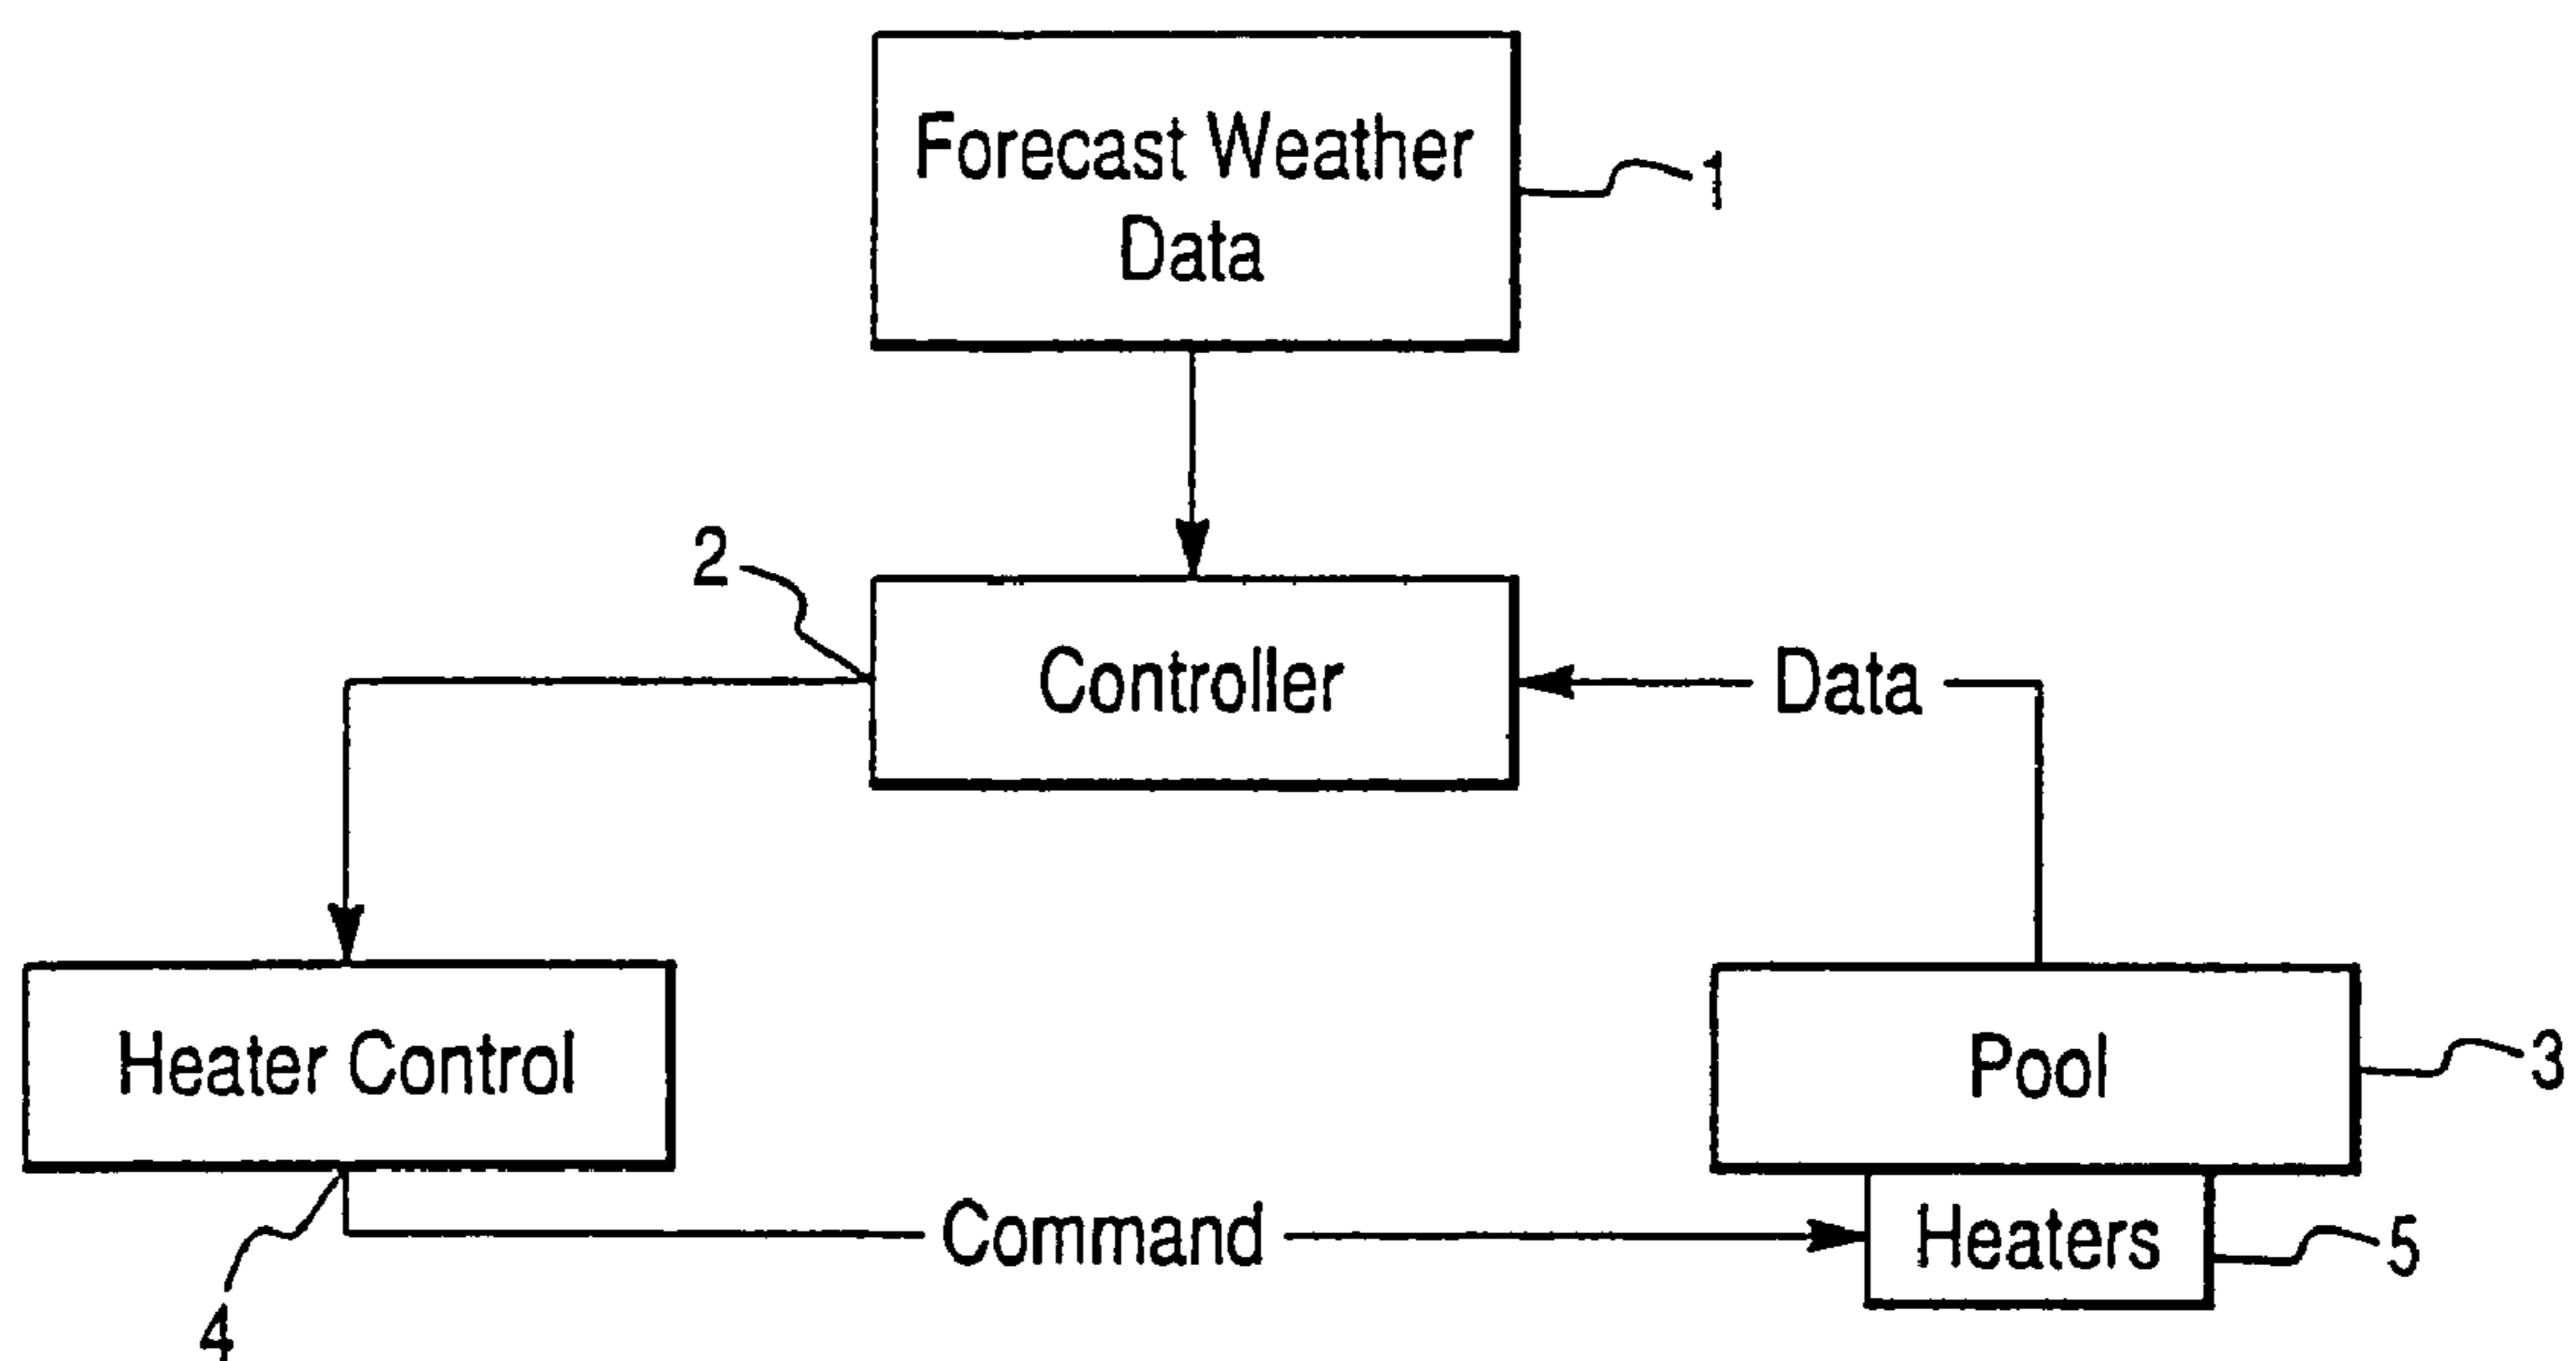 Forecast Weather
Data
1
2
Controller
Data
Heater Control
Pool
3
Command
Heaters
5
4